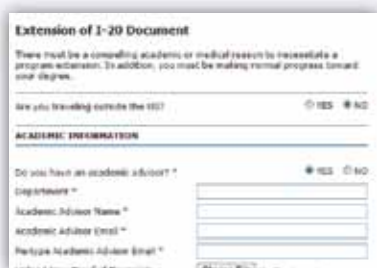 Extension of I-20 Document
There must be a compelling academic or medical reason to necessitate a
program extension. In addition, you must be making normal progress toward
your degree.
Are you traveling outside the US? YES NO
ACADEMIC INFORMATION
Do you have an academic advisor? * YES NO
Department *
Academic Advisor Name *
Academic Advisor Email *
Re-type Academic Advisor Email *